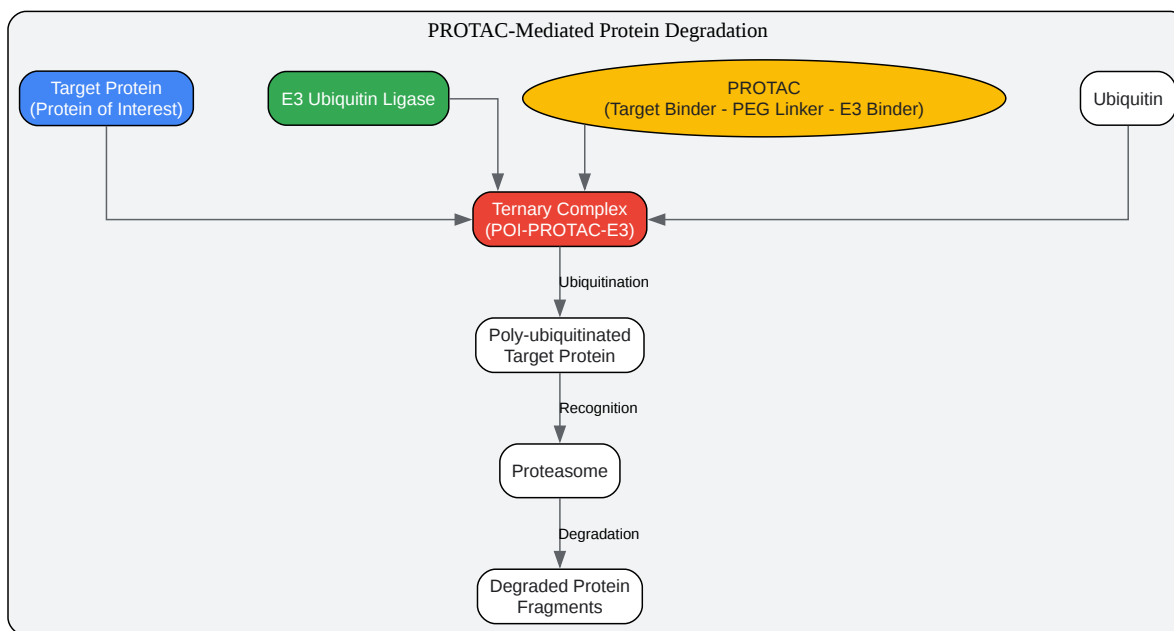 PROTAC-Mediated Protein Degradation
Target Protein
(Protein of Interest)
E3 Ubiquitin Ligase
PROTAC
(Target Binder - PEG Linker - E3 Binder)
Ubiquitin
Ternary Complex
(POI-PROTAC-E3)
Ubiquitination
Poly-ubiquitinated
Target Protein
Recognition
Proteasome
Degradation
Degraded Protein
Fragments